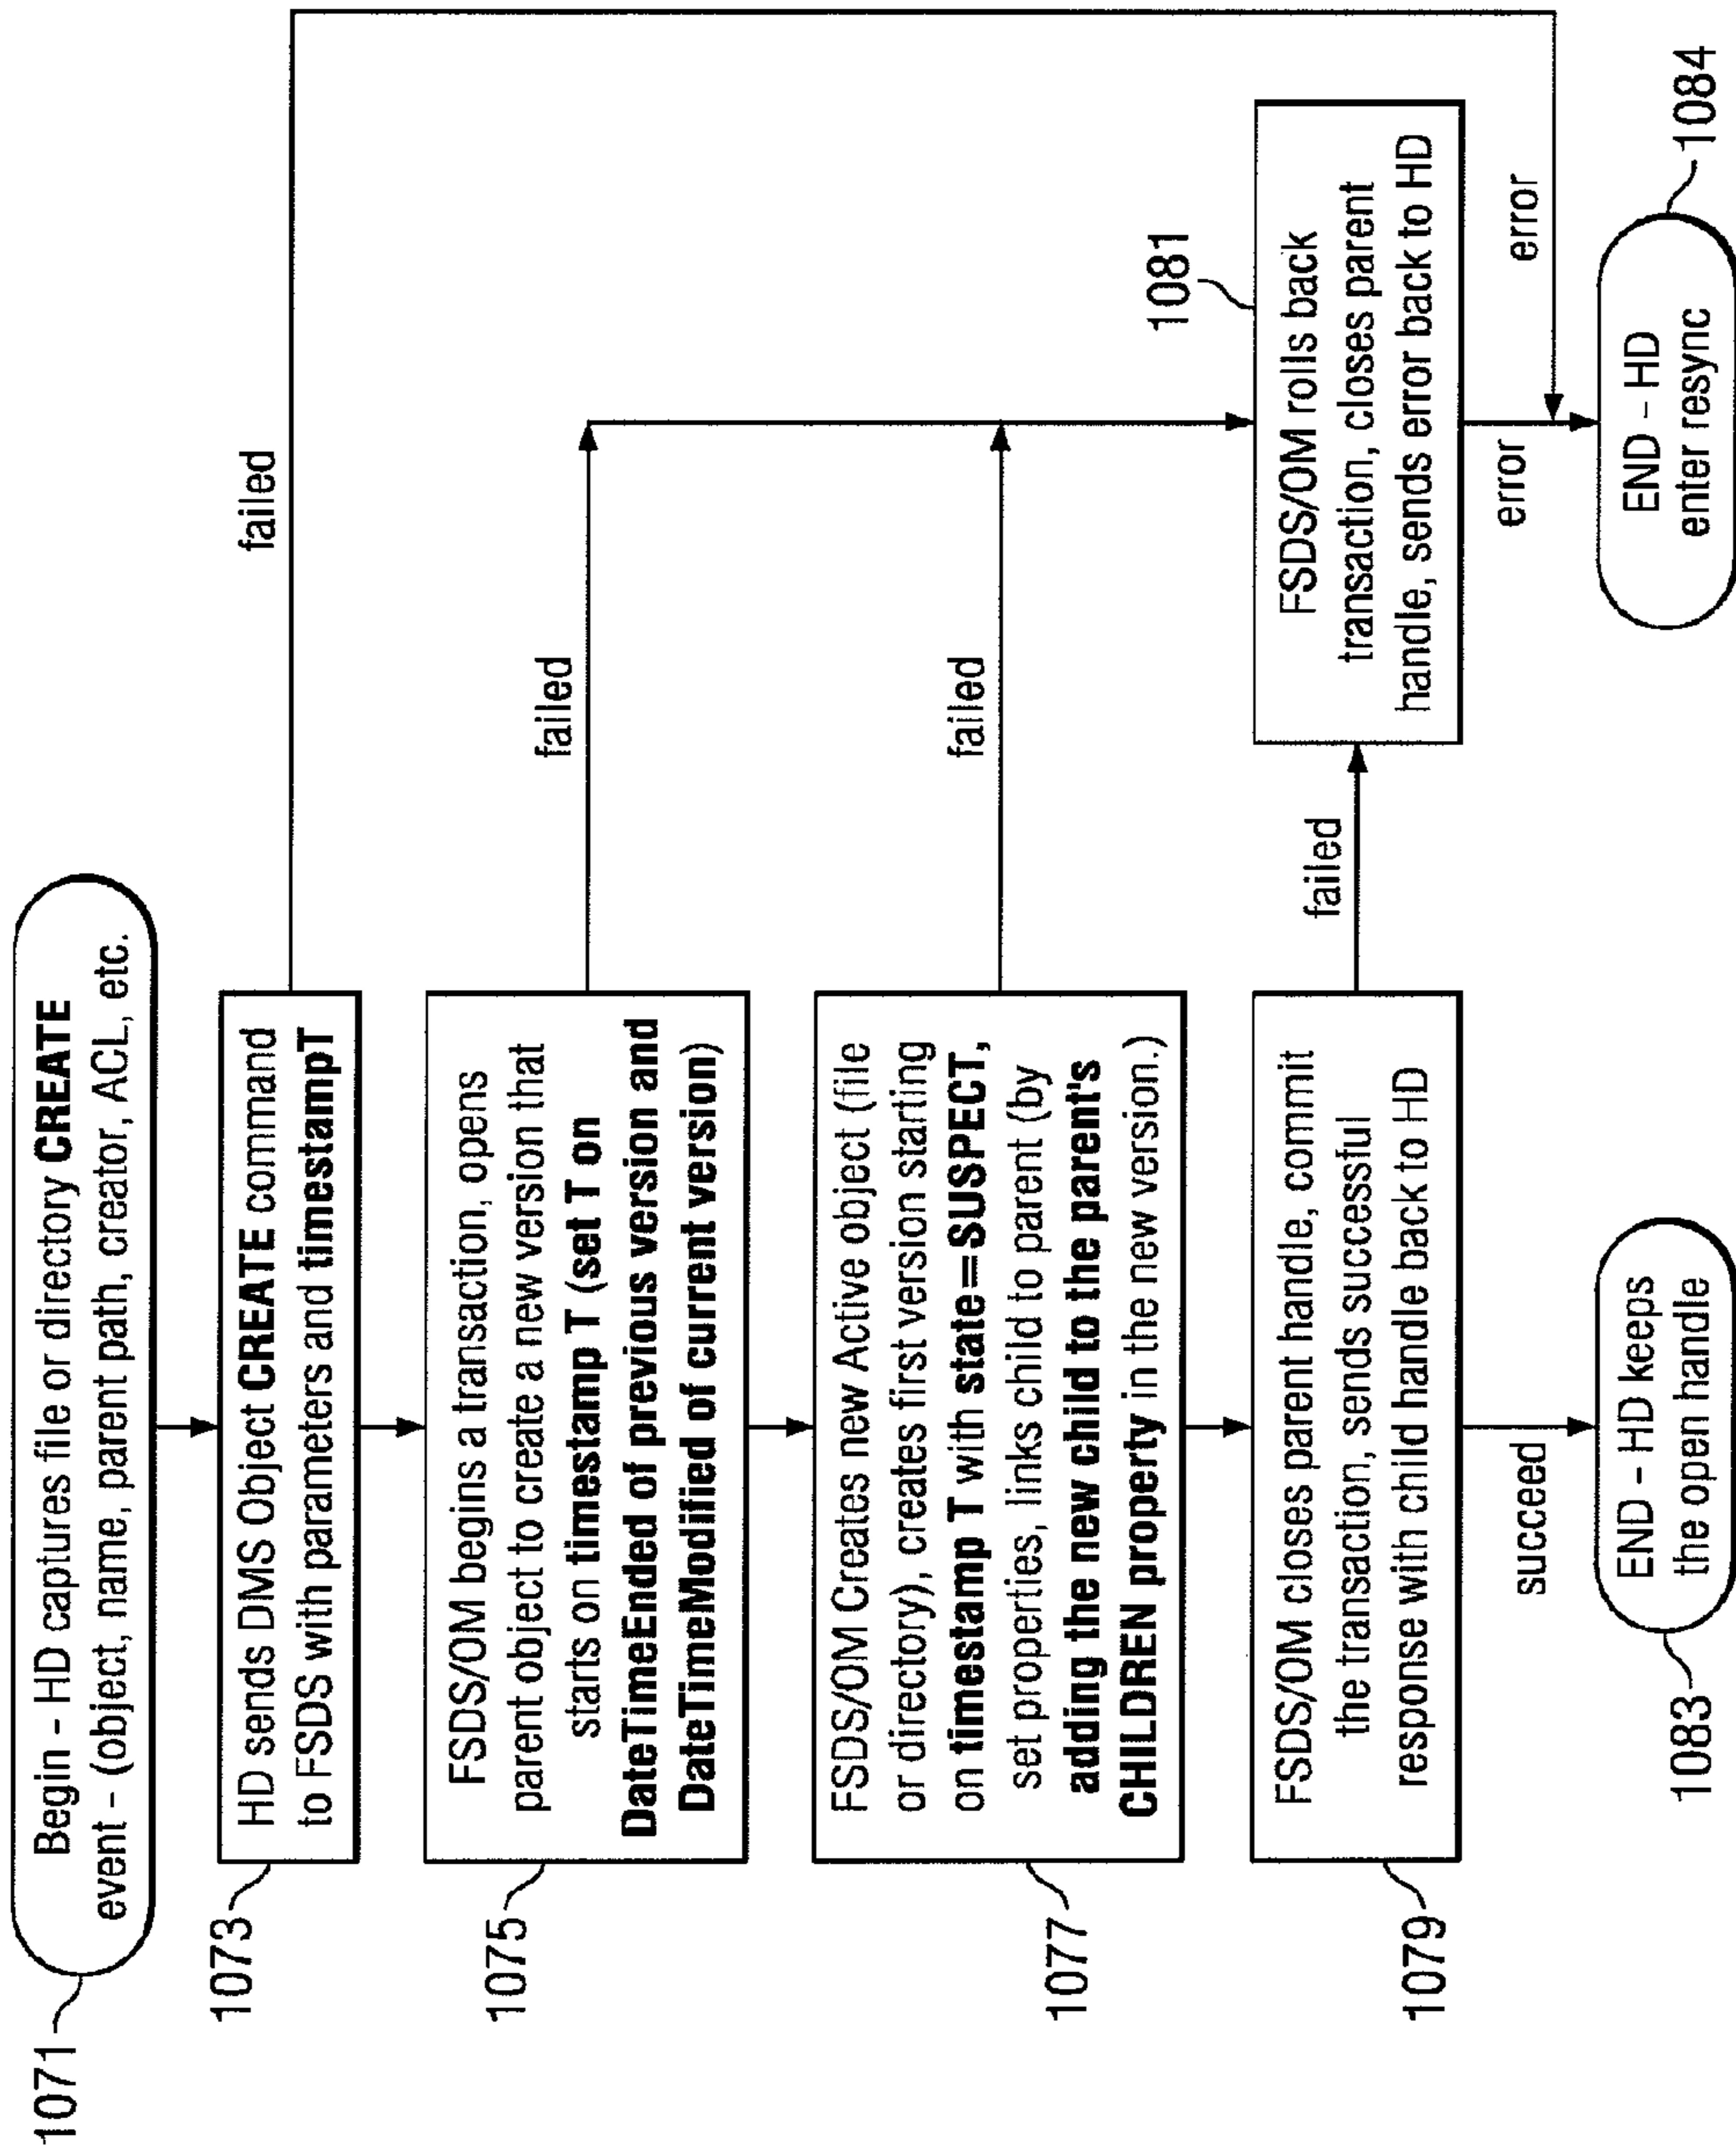 1071
Begin - HD captures file or directory CREATE
event - (object, name, parent path, creator, ACL, etc.
1073
HD sends DMS Object CREATE command
to FSDS with parameters and timestampT
failed
1075
FSDS/OM begins a transaction, opens
parent object to create a new version that
starts on timestamp T (set T on
DateTimeEnded of previous version and
DateTimeModified of current version)
failed
1077
FSDS/OM Creates new Active object (file
or directory), creates first version starting
on timestamp T with state=SUSPECT,
set properties, links child to parent (by
adding the new child to the parent's
CHILDREN property in the new version.)
failed
1079
FSDS/OM closes parent handle, commit
the transaction, sends successful
response with child handle back to HD
failed
1081
FSDS/OM rolls back
transaction, closes parent
handle, sends error back to HD
succeed
error
error
1083
END - HD keeps
the open handle
END - HD
enter resync
1084